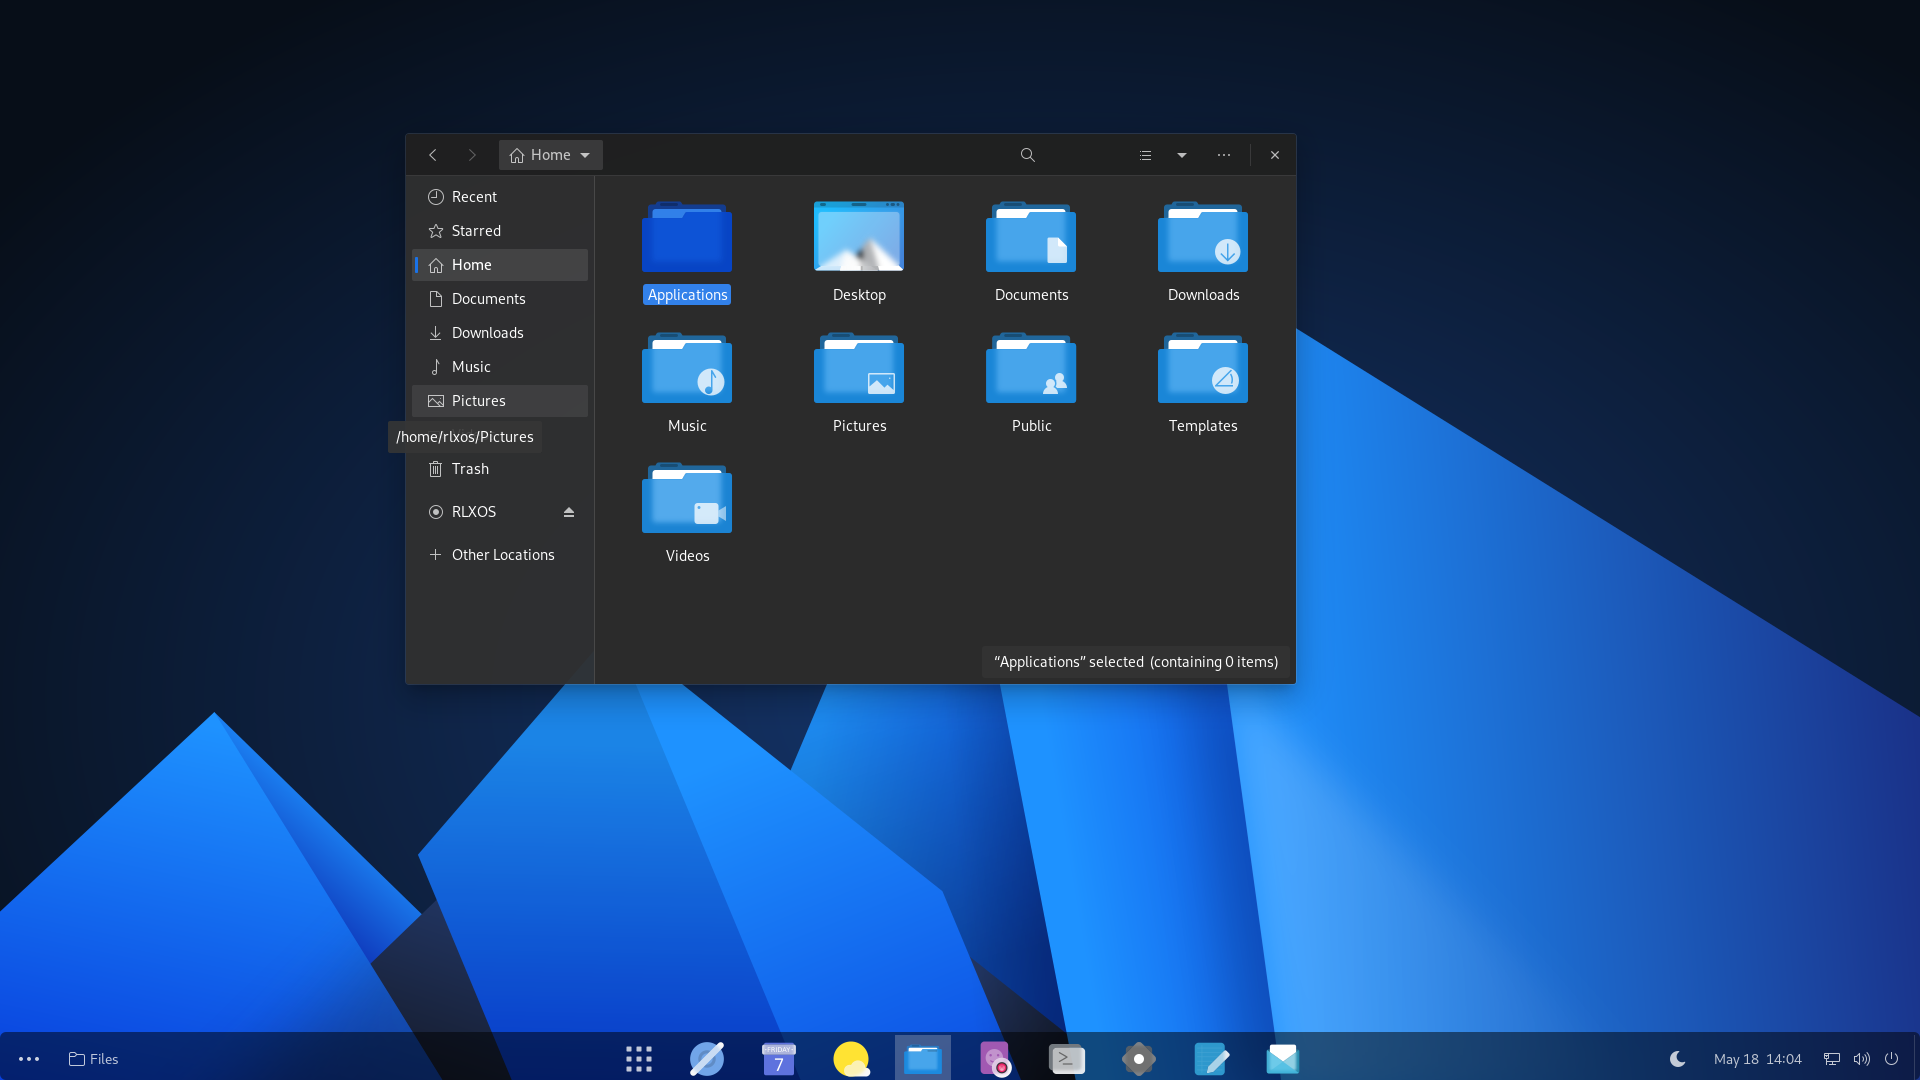 Home
Recent
Starred
Home
Documents
Downloads
Music
Pictures
/home/rlxos/Pictures
Trash
RLXOS
Other Locations
Applications
Desktop
Documents
Downloads
Music
Pictures
Public
Templates
Videos
“Applications” selected (containing 0 items)
Files
FRIDAY
7
May 18 14:04